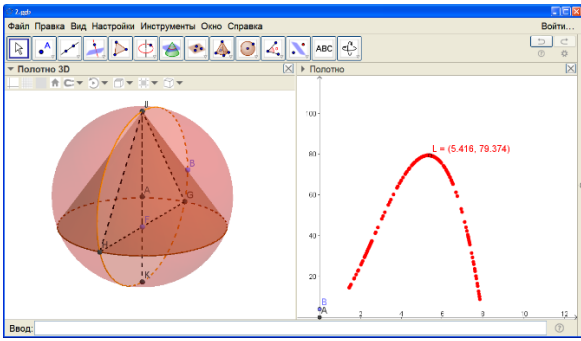 2.ggb
Файл Правка Вид Настройки Инструменты Окно Справка
Войти...
ABC
Полотно 3D
Полотно
A
B
G
K
100
80
60
40
20
L = (5.416, 79.374)
B
A
2 4 6 8 10 12
Ввод: